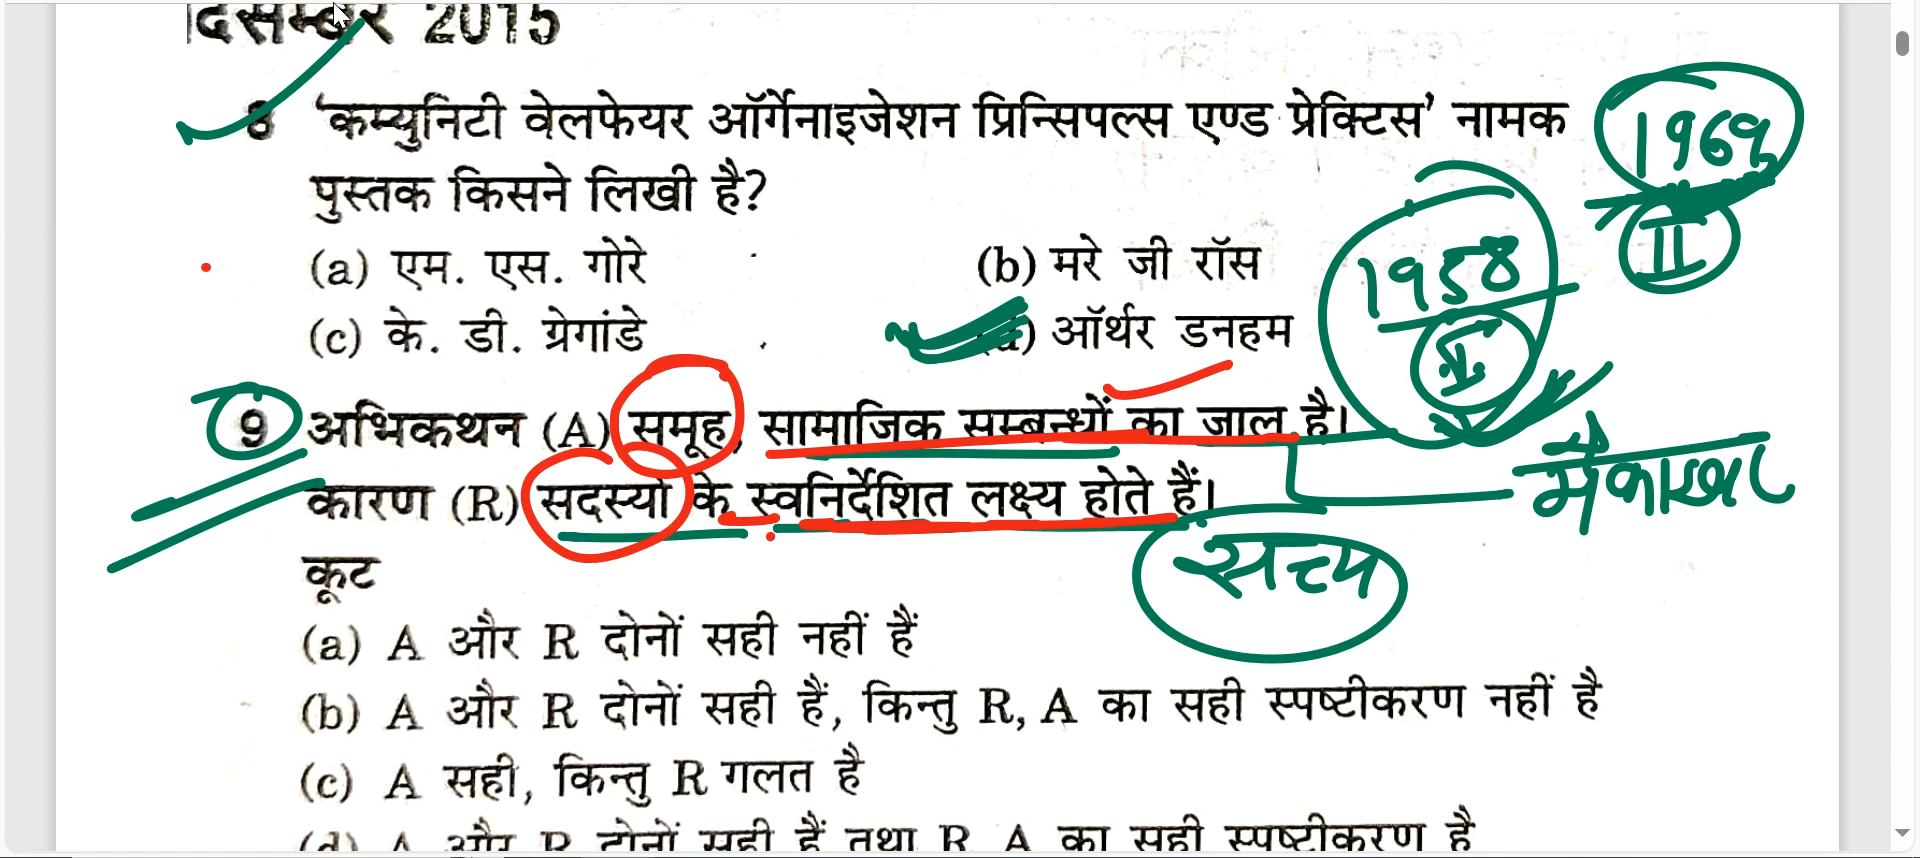 दिसम्बर 2015
8 ‘कम्युनिटी वेलफेयर ऑर्गेनाइजेशन प्रिन्सिपल्स एण्ड प्रेक्टिस’ नामक
1969
पुस्तक किसने लिखी है?
II
(a) एम. एस. गोरे (b) मरे जी रॉस
1958
(c) के. डी. ग्रेगांडे (d) ऑर्थर डनहम
I
9 अभिकथन (A) समूह, सामाजिक सम्बन्धों का जाल है।
मैकाइवर
कारण (R) सदस्यों के स्वनिर्देशित लक्ष्य होते हैं।
सत्य
कूट
(a) A और R दोनों सही नहीं हैं
(b) A और R दोनों सही हैं, किन्तु R, A का सही स्पष्टीकरण नहीं है
(c) A सही, किन्तु R गलत है
(d) A और R दोनों सही हैं तथा R A का सही स्पष्टीकरण है